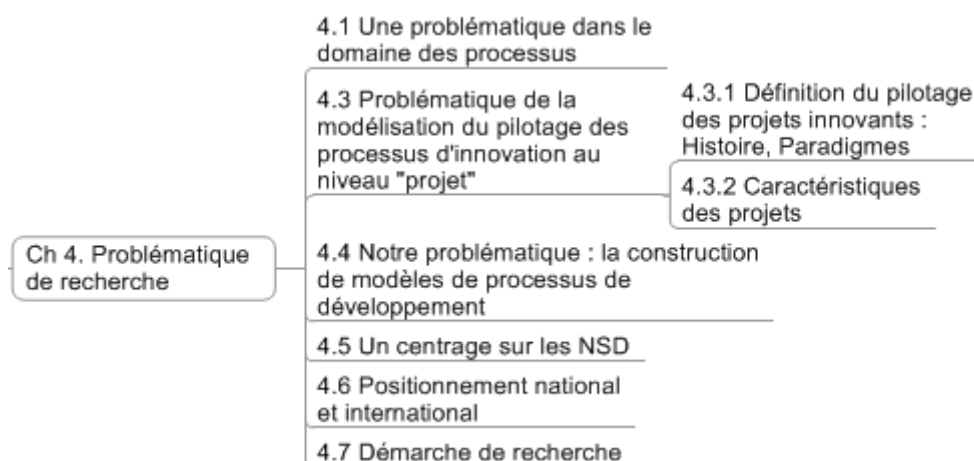 Ch 4. Problématique
de recherche
4.1 Une problématique dans le
domaine des processus
4.3 Problématique de la
modélisation du pilotage des
processus d'innovation au
niveau "projet"
4.3.1 Définition du pilotage
des projets innovants :
Histoire, Paradigmes
4.3.2 Caractéristiques
des projets
4.4 Notre problématique : la construction
de modèles de processus de
développement
4.5 Un centrage sur les NSD
4.6 Positionnement national
et international
4.7 Démarche de recherche